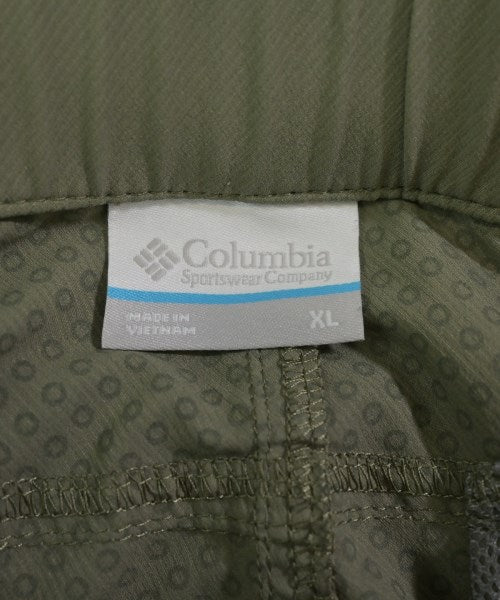 Columbia
Sportswear Company
MADE IN
VIETNAM
XL